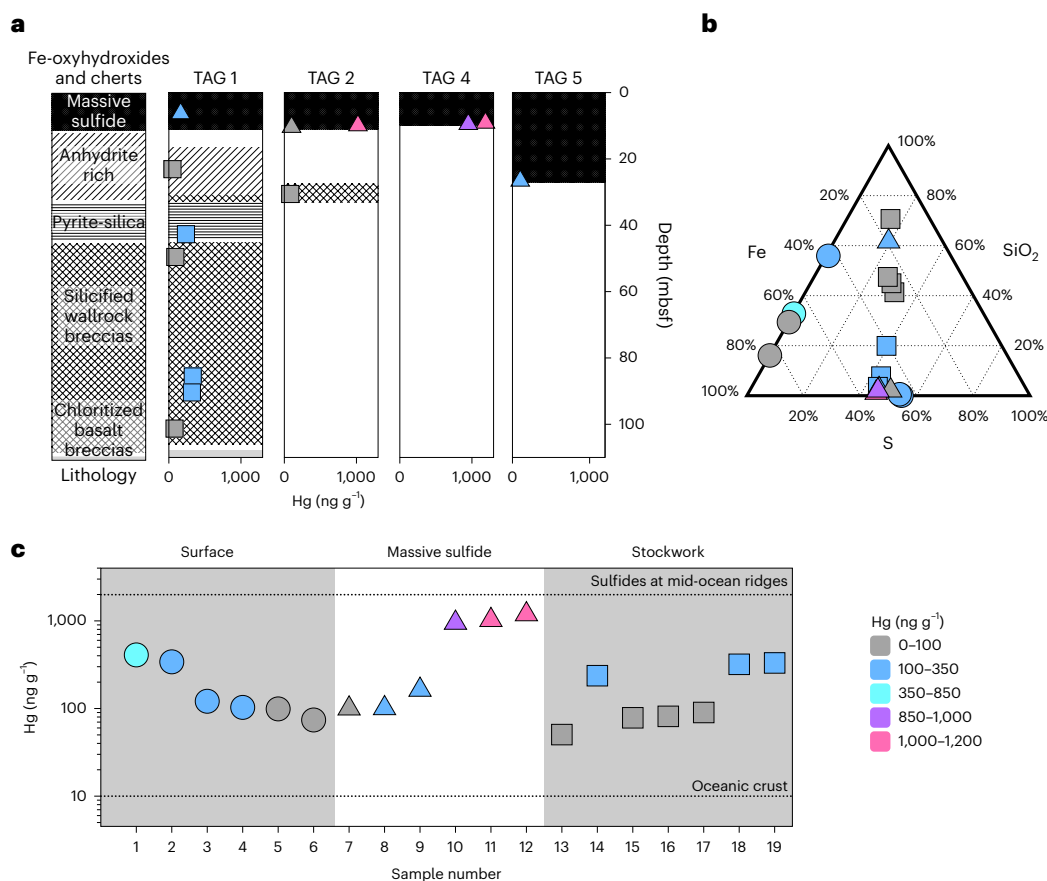 a
Fe-oxyhydroxides
and cherts
TAG 1
TAG 2
TAG 4
TAG 5
Massive
sulfide
Anhydrite
rich
Pyrite-silica
Silicified
wallrock
breccias
Chloritized
basalt
breccias
Lithology
0
1,000
0
1,000
0
1,000
0
1,000
Hg (ng g⁻¹)
0
20
40
60
80
100
Depth (mbsf)
b
100%
20%
80%
Fe
40%
60%
SiO₂
60%
40%
80%
20%
100%
20%
40%
60%
80%
100%
S
c
Surface
Massive sulfide
Stockwork
Sulfides at mid-ocean ridges
1,000
100
10
Hg (ng g⁻¹)
Oceanic crust
1 2 3 4 5 6 7 8 9 10 11 12 13 14 15 16 17 18 19
Sample number
Hg (ng g⁻¹)
0–100
100–350
350–850
850–1,000
1,000–1,200